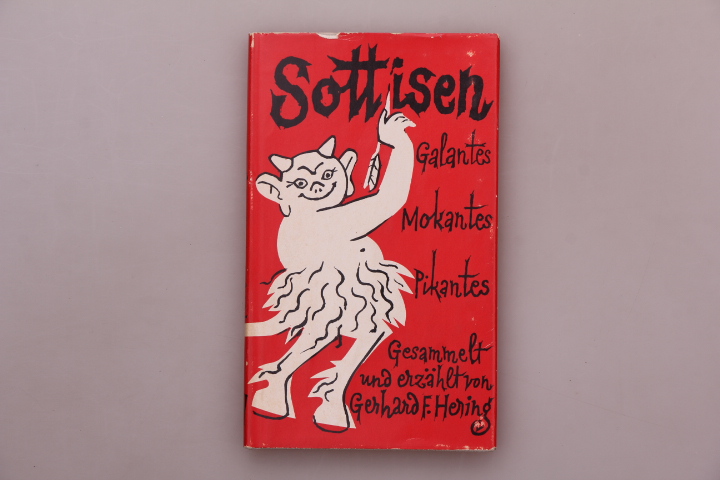 Sottisen
Galantes
Mokantes
Pikantes
Gesammelt
und erzählt von
Gerhard F. Hering